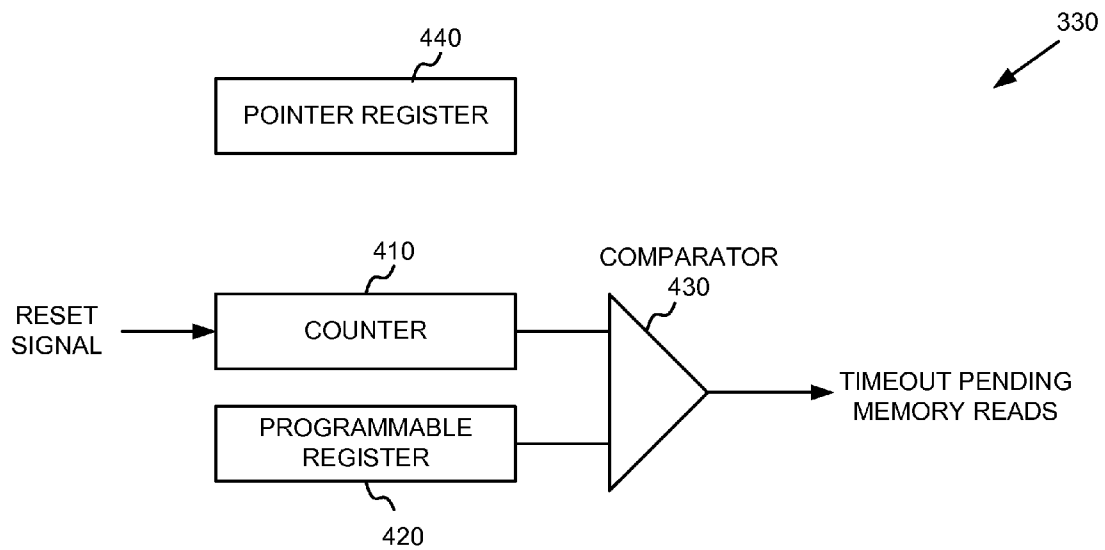 440
330
POINTER REGISTER
410
COMPARATOR
430
RESET
SIGNAL
COUNTER
TIMEOUT PENDING
MEMORY READS
PROGRAMMABLE
REGISTER
420